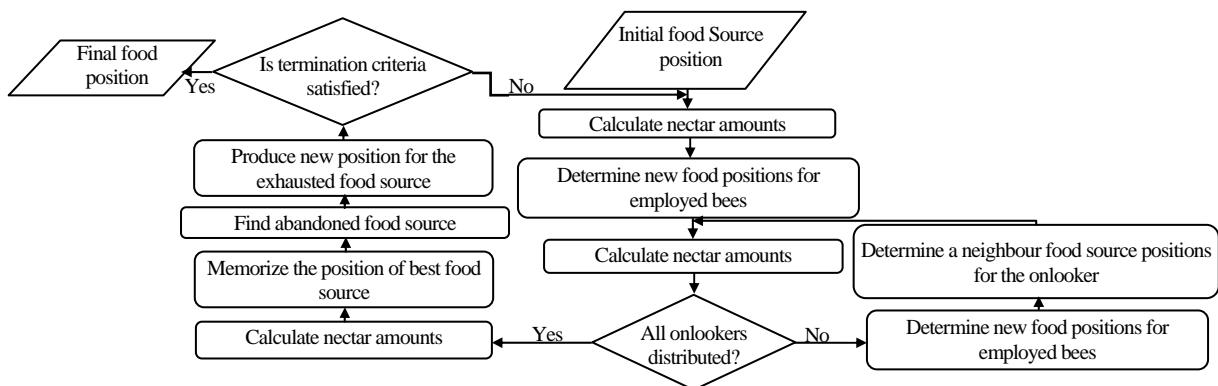 Final food
position
Yes
Is termination criteria
satisfied?
No
Initial food Source
position
Calculate nectar amounts
Determine new food positions for
employed bees
Calculate nectar amounts
All onlookers
distributed?
No
Determine new food positions for
employed bees
Determine a neighbour food source positions
for the onlooker
Yes
Calculate nectar amounts
Memorize the position of best food
source
Find abandoned food source
Produce new position for the
exhausted food source